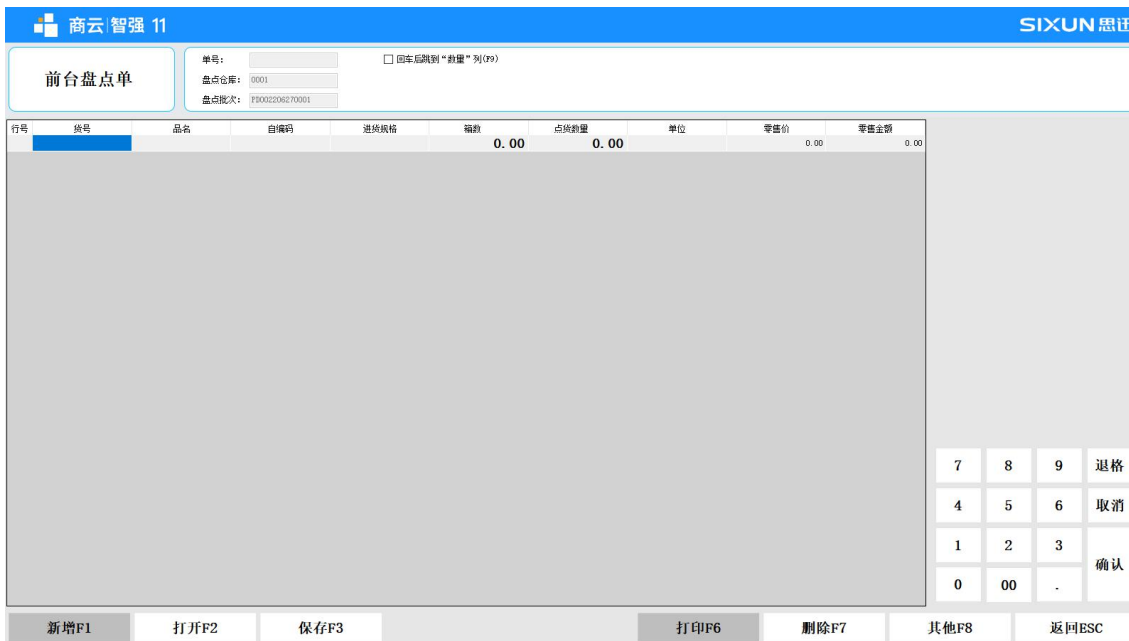 商云|智强 11 SIXUN思迅
前台盘点单
单号： □ 回车后跳到“数量”列(F9)
盘点仓库： 0001
盘点批次： PD002206270001
行号 货号 品名 自编码 进货规格 箱数 点货数量 单位 零售价 零售金额
0.00 0.00 0.00 0.00
7 8 9 退格
4 5 6 取消
1 2 3
确认
0 00 .
新增F1 打开F2 保存F3 打印F6 删除F7 其他F8 返回ESC